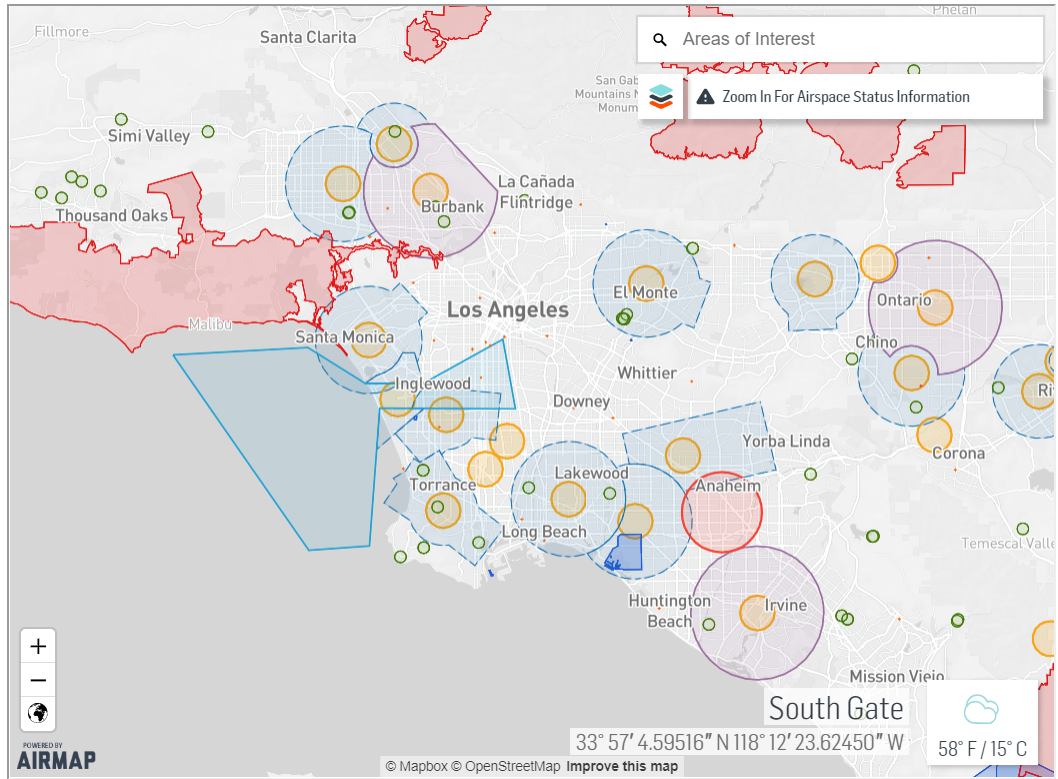 Fillmore
Santa Clarita
Phelan
Areas of Interest
San Gab
Mountains N
Monum
Zoom In For Airspace Status Information
Simi Valley
La Cañada
Flintridge
Thousand Oaks
Burbank
El Monte
Ontario
Los Angeles
Malibu
Santa Monica
Chino
Whittier
Inglewood
Ri
Downey
Yorba Linda
Corona
Lakewood
Torrance
Anaheim
Long Beach
Temescal Valle
Huntington
Beach
Irvine
Mission Viejo
South Gate
33° 57′ 4.59516″ N 118° 12′ 23.62450″ W
58° F / 15° C
POWERED BY
AIRMAP
© Mapbox © OpenStreetMap Improve this map